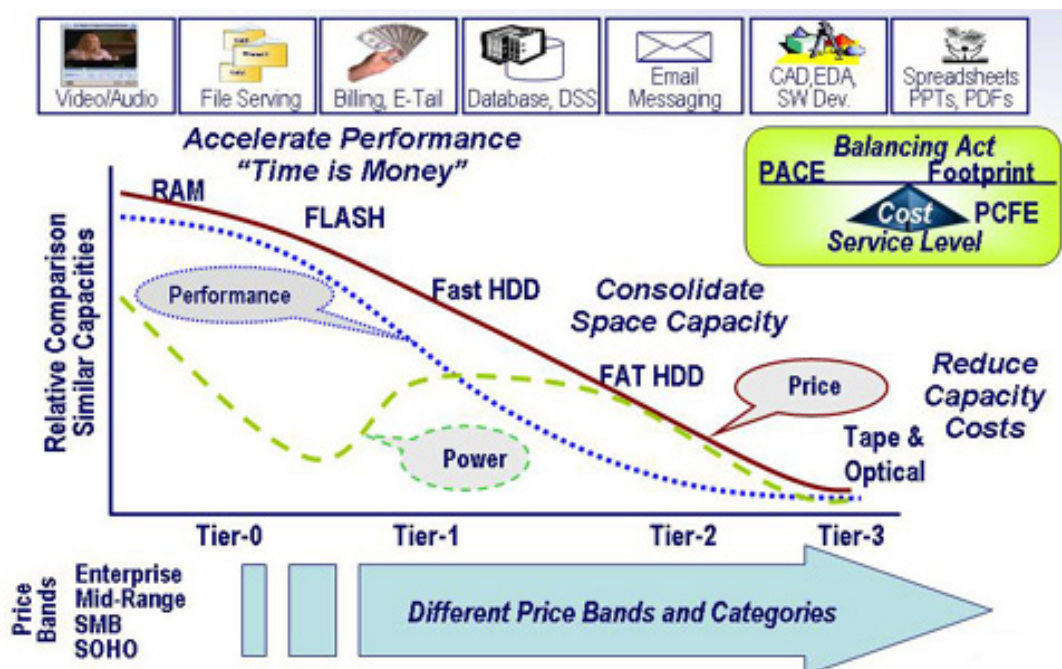 Video/Audio
File Serving
Billing, E-Tail
Database, DSS
Email
Messaging
CAD,EDA,
SW Dev.
Spreadsheets
PPTs, PDFs
Accelerate Performance
“Time is Money”
Balancing Act
PACE Footprint
Cost PCFE
Service Level
RAM
FLASH
Performance
Fast HDD
Consolidate
Space Capacity
FAT HDD
Price
Reduce
Capacity
Costs
Power
Tape &
Optical
Relative Comparison
Similar Capacities
Tier-0 Tier-1 Tier-2 Tier-3
Price
Bands
Enterprise
Mid-Range
SMB
SOHO
Different Price Bands and Categories